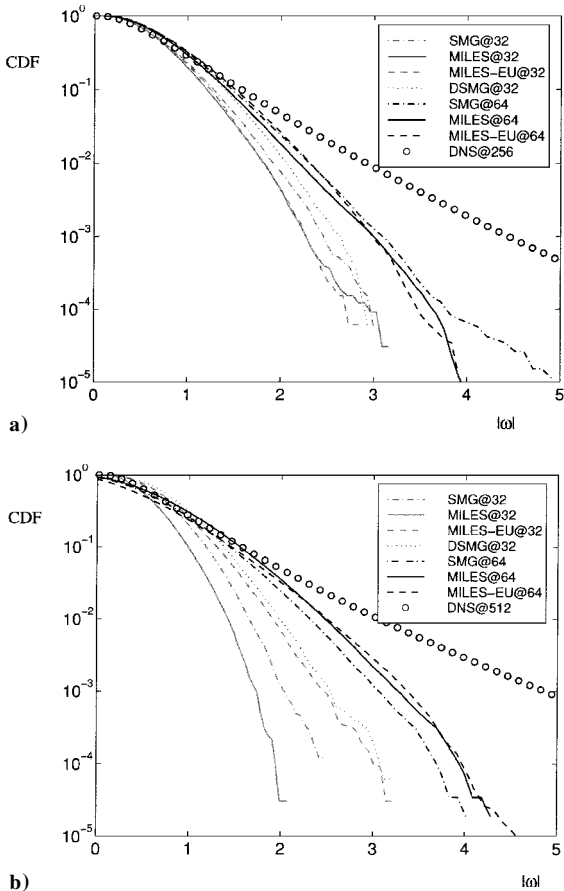 10^0
10^-1
10^-2
10^-3
10^-4
10^-5
CDF
SMG@32
MILES@32
MILES-EU@32
DSMG@32
SMG@64
MILES@64
MILES-EU@64
DNS@256
0 1 2 3 4 5
a) |ω|
10^0
10^-1
10^-2
10^-3
10^-4
10^-5
CDF
SMG@32
MILES@32
MILES-EU@32
DSMG@32
SMG@64
MILES@64
MILES-EU@64
DNS@512
0 1 2 3 4 5
b) |ω|